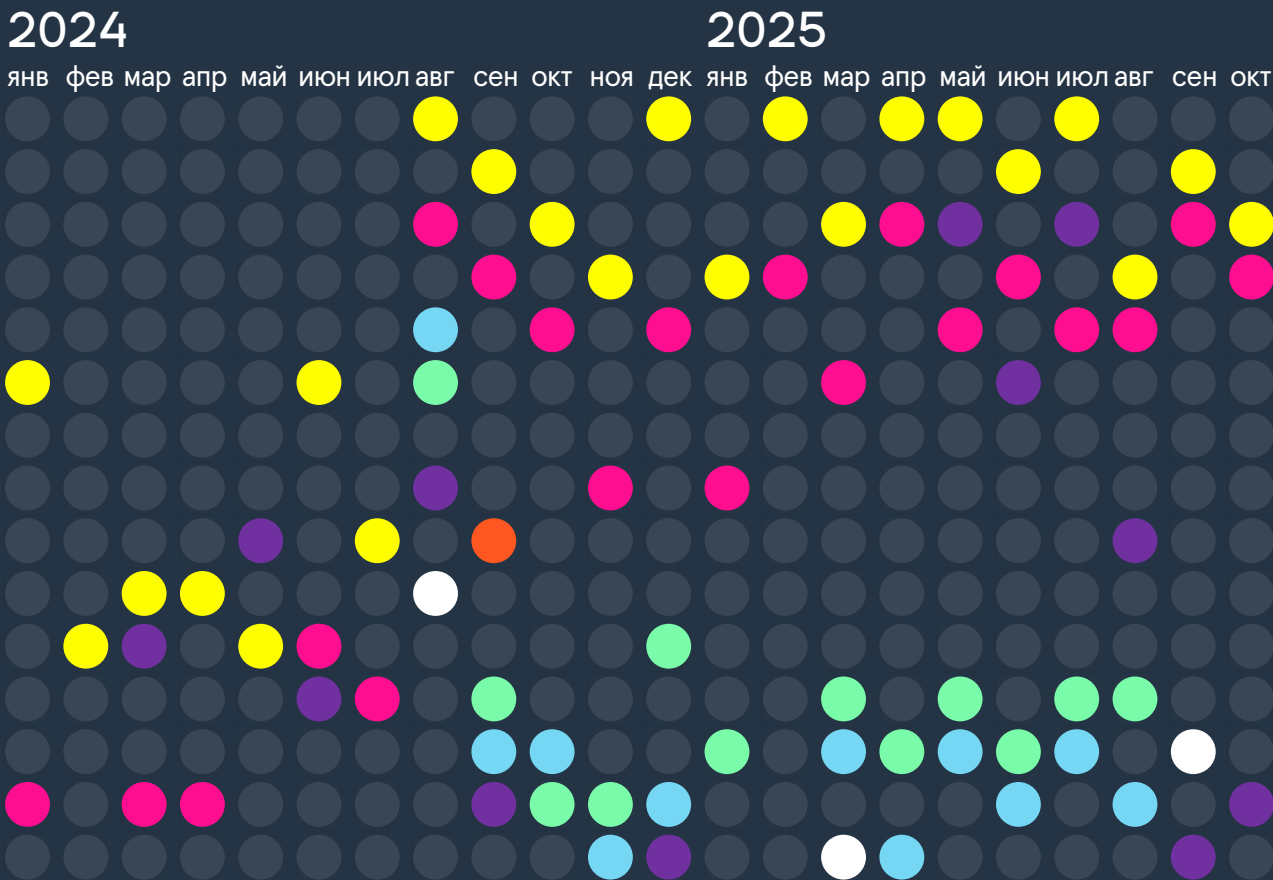 2024 2025
янв фев мар апр май июн июл авг сен окт ноя дек янв фев мар апр май июн июл авг сен окт